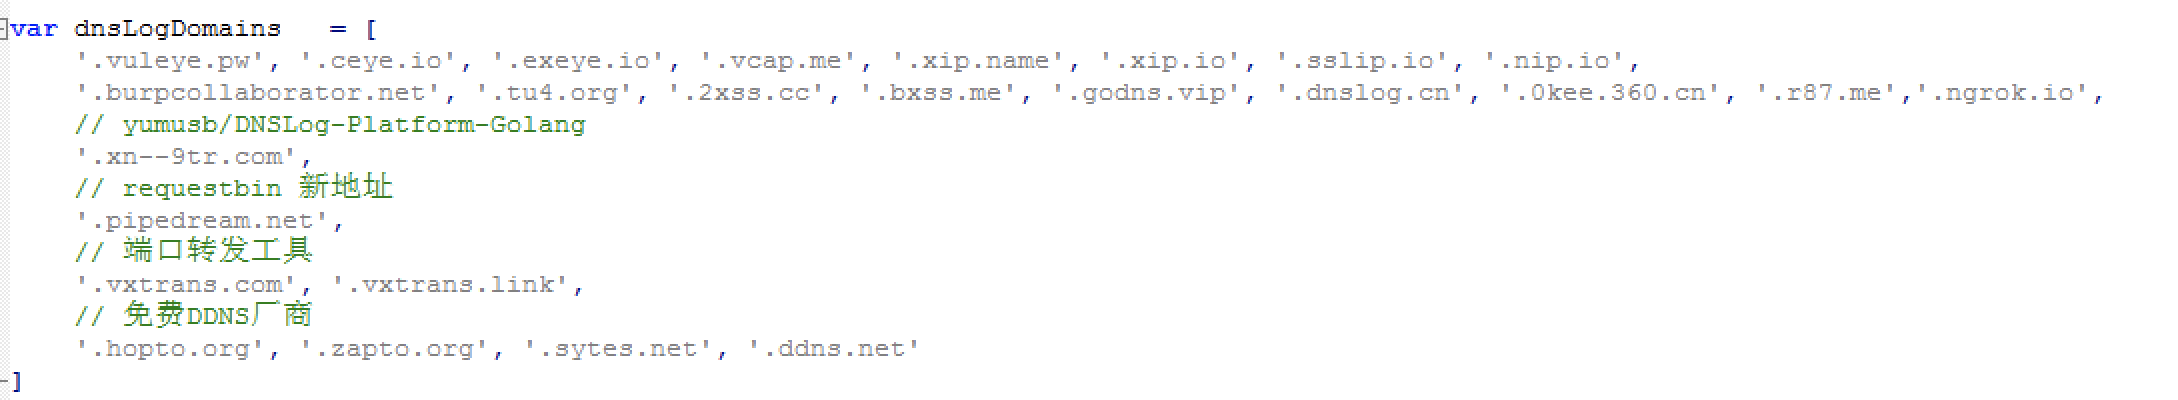 var dnsLogDomains   = [
    '.vuleye.pw', '.ceye.io', '.exeye.io', '.vcap.me', '.xip.name', '.xip.io', '.sslip.io', '.nip.io',
    '.burpcollaborator.net', '.tu4.org', '.2xss.cc', '.bxss.me', '.godns.vip', '.dnslog.cn', '.0kee.360.cn', '.r87.me','.ngrok.io',
    // yumusb/DNSLog-Platform-Golang
    '.xn--9tr.com',
    // requestbin 新地址
    '.pipedream.net',
    // 端口转发工具
    '.vxtrans.com', '.vxtrans.link',
    // 免费DDNS厂商
    '.hopto.org', '.zapto.org', '.sytes.net', '.ddns.net'
]